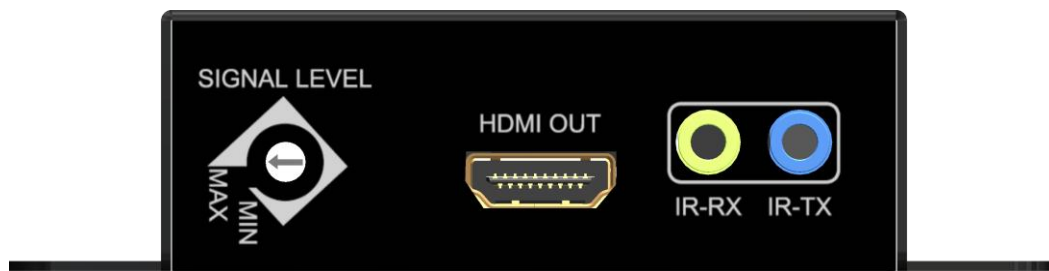 SIGNAL LEVEL
MAX
MIN
HDMI OUT
IR-RX
IR-TX